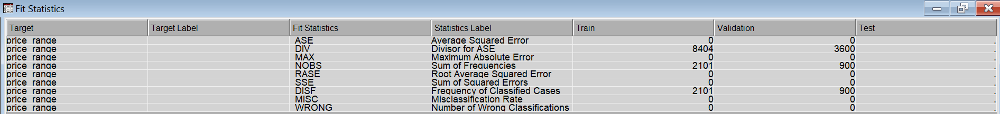 Fit Statistics
Target Target Label Fit Statistics Statistics Label Train Validation Test
price_range ASE Average Squared Error 0 0 .
price_range DIV Divisor for ASE 8404 3600 .
price_range MAX Maximum Absolute Error 0 0 .
price_range NOBS Sum of Frequencies 2101 900 .
price_range RASE Root Average Squared Error 0 0 .
price_range SSE Sum of Squared Errors 0 0 .
price_range DISF Frequency of Classified Cases 2101 900 .
price_range MISC Misclassification Rate 0 0 .
price_range WRONG Number of Wrong Classifications 0 0 .